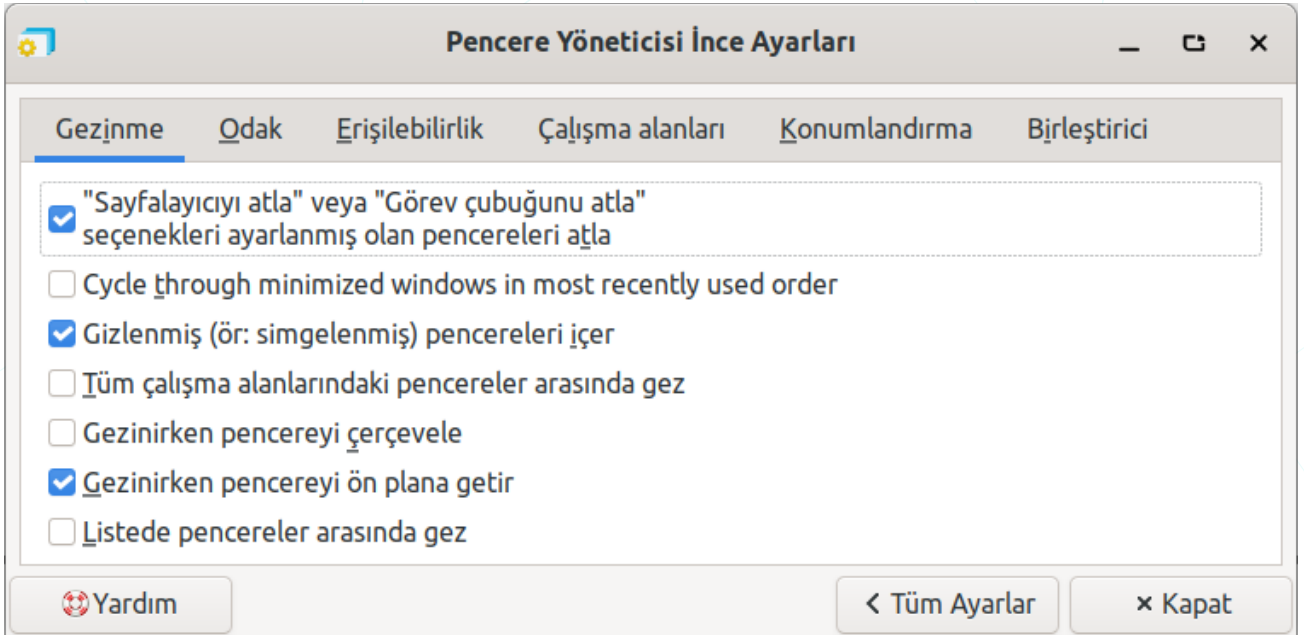 Pencere Yöneticisi İnce Ayarları
Gezinme Odak Erişilebilirlik Çalışma alanları Konumlandırma Birleştirici
"Sayfalayıcıyı atla" veya "Görev çubuğunu atla"
seçenekleri ayarlanmış olan pencereleri atla
Cycle through minimized windows in most recently used order
Gizlenmiş (ör: simgelenmiş) pencereleri içer
Tüm çalışma alanlarındaki pencereler arasında gez
Gezinirken pencereyi çerçevele
Gezinirken pencereyi ön plana getir
Listede pencereler arasında gez
Yardım Tüm Ayarlar Kapat